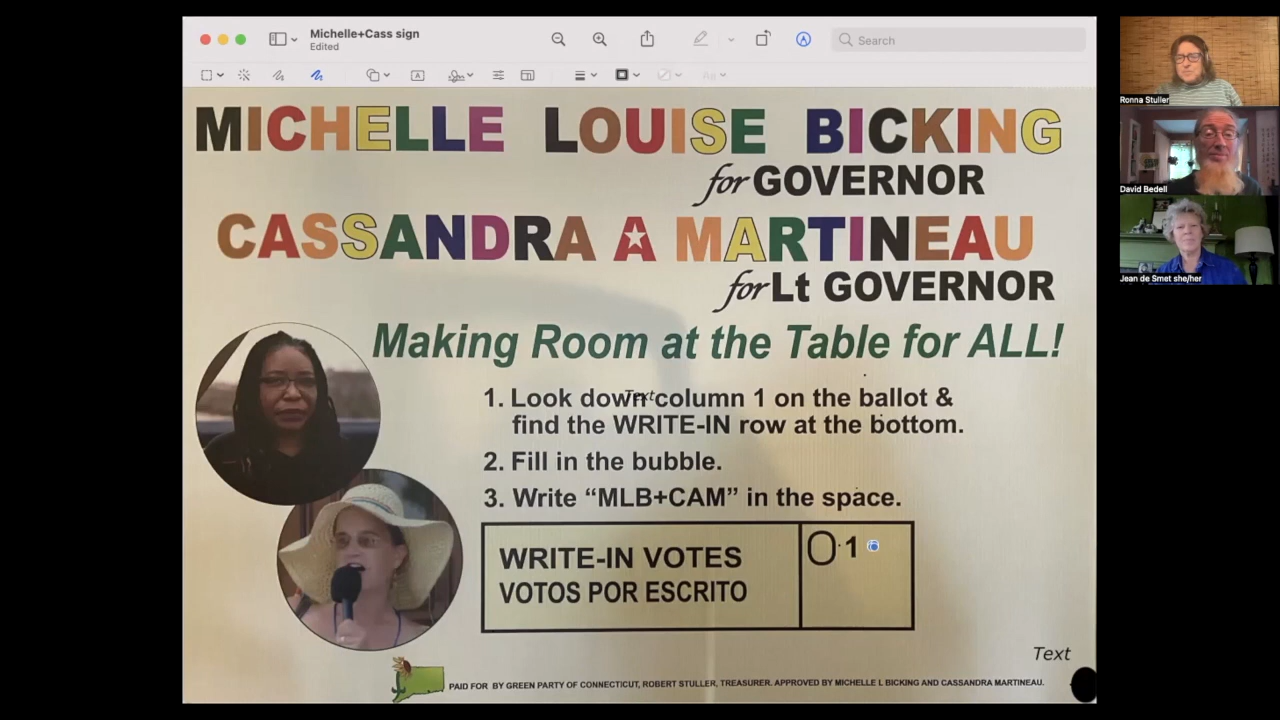 Michelle+Cass sign
Edited
Search
MICHELLE LOUISE BICKING
for GOVERNOR
CASSANDRA A MARTINEAU
for Lt GOVERNOR
Making Room at the Table for ALL!
1. Look down column 1 on the ballot &
find the WRITE-IN row at the bottom.
Text
2. Fill in the bubble.
3. Write “MLB+CAM” in the space.
WRITE-IN VOTES
VOTOS POR ESCRITO
1
Text
PAID FOR BY GREEN PARTY OF CONNECTICUT, ROBERT STULLER, TREASURER. APPROVED BY MICHELLE L BICKING AND CASSANDRA MARTINEAU.
Ronna Stuller
David Bedell
Jean de Smet she/her